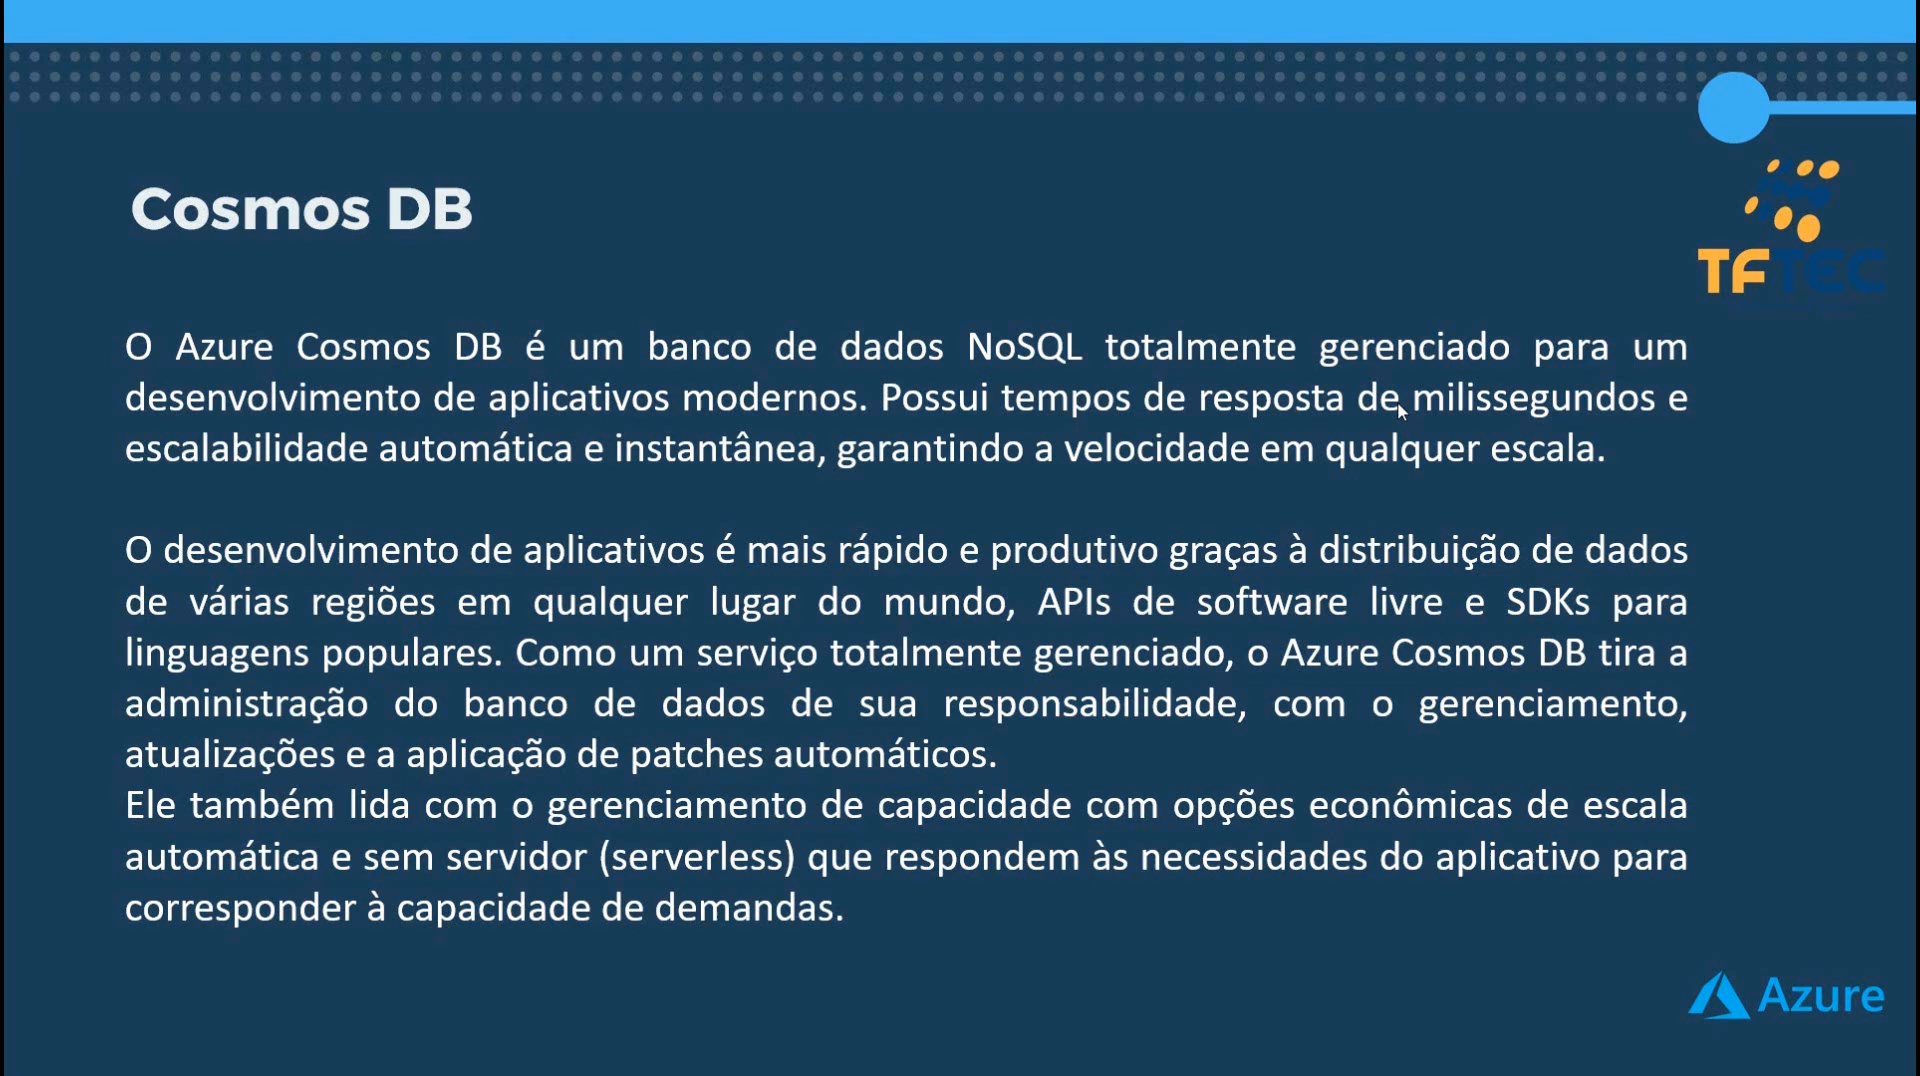 Cosmos DB
TFTEC
O Azure Cosmos DB é um banco de dados NoSQL totalmente gerenciado para um
desenvolvimento de aplicativos modernos. Possui tempos de resposta de milissegundos e
escalabilidade automática e instantânea, garantindo a velocidade em qualquer escala.
O desenvolvimento de aplicativos é mais rápido e produtivo graças à distribuição de dados
de várias regiões em qualquer lugar do mundo, APIs de software livre e SDKs para
linguagens populares. Como um serviço totalmente gerenciado, o Azure Cosmos DB tira a
administração do banco de dados de sua responsabilidade, com o gerenciamento,
atualizações e a aplicação de patches automáticos.
Ele também lida com o gerenciamento de capacidade com opções econômicas de escala
automática e sem servidor (serverless) que respondem às necessidades do aplicativo para
corresponder à capacidade de demandas.
Azure